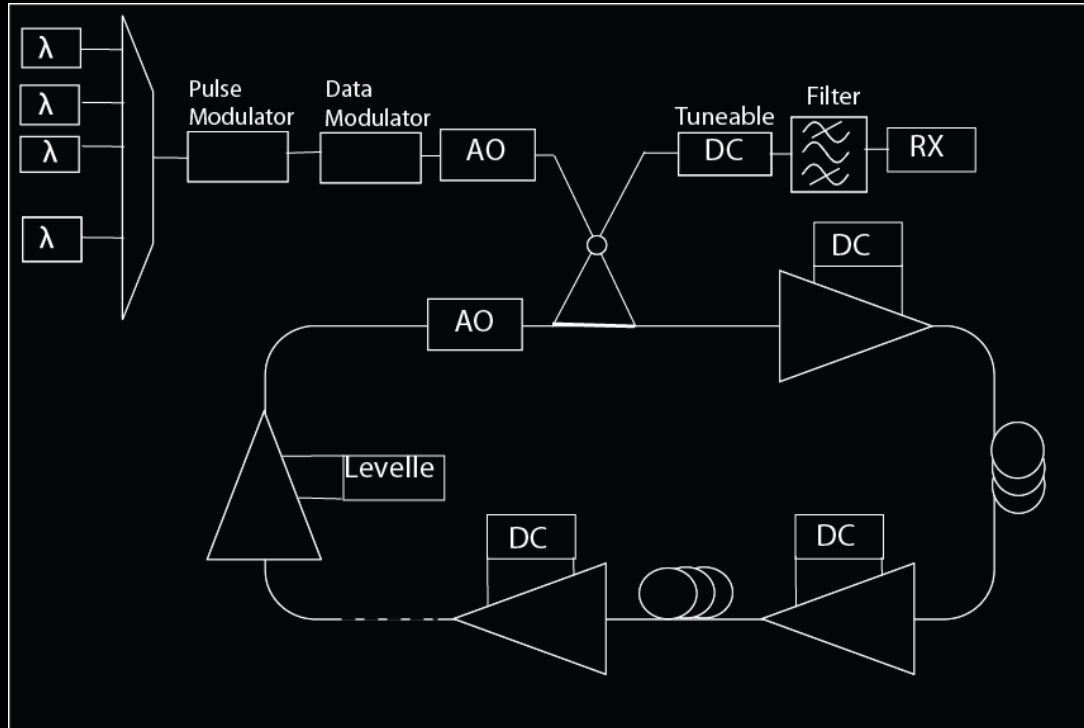 λ
λ
λ
λ
Pulse
Modulator
Data
Modulator
AO
Tuneable
DC
Filter
RX
DC
AO
Levelle
DC
DC